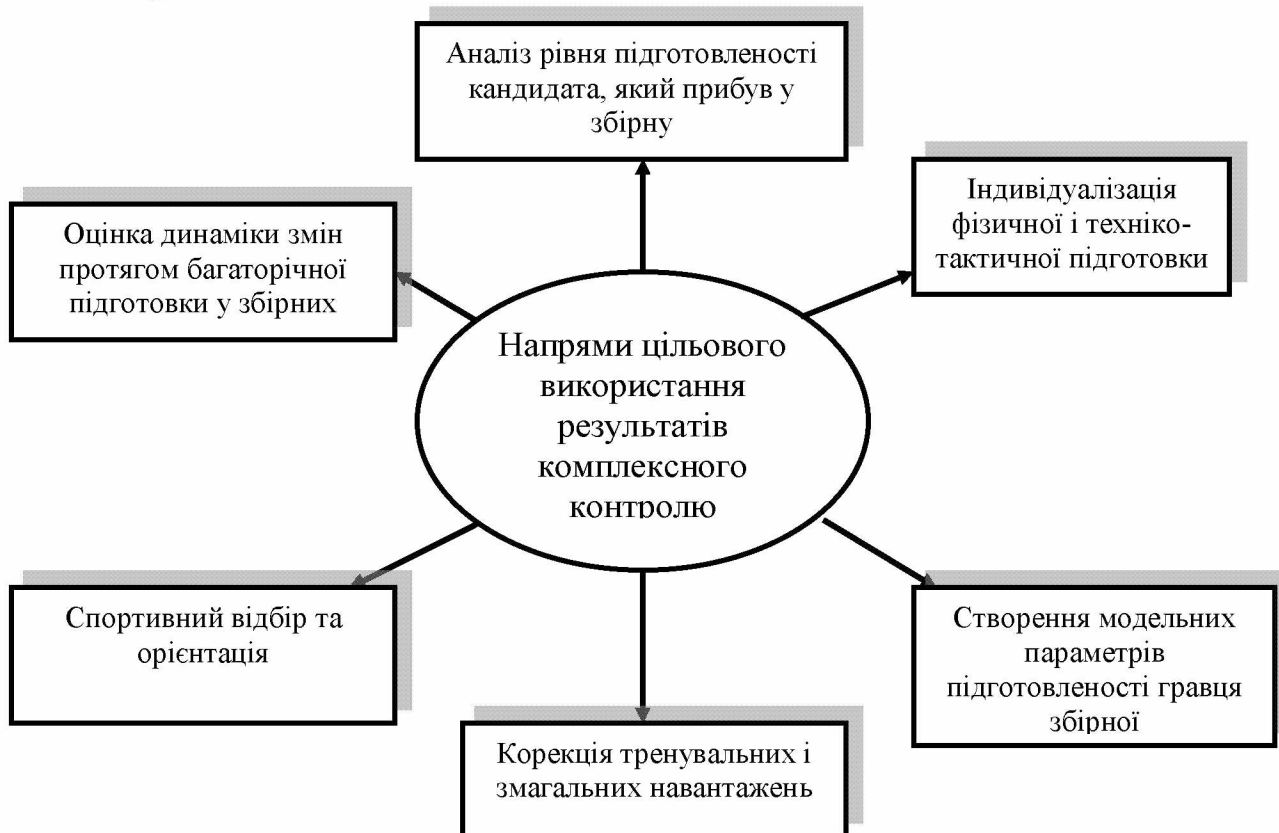 Аналіз рівня підготовленості
кандидата, який прибув у
збірну
Індивідуалізація
фізичної і техніко-
тактичної підготовки
Оцінка динаміки змін
протягом багаторічної
підготовки у збірних
Напрями цільового
використання
результатів
комплексного
контролю
Спортивний відбір та
орієнтація
Створення модельних
параметрів
підготовленості гравця
збірної
Корекція тренувальних і
змагальних навантажень